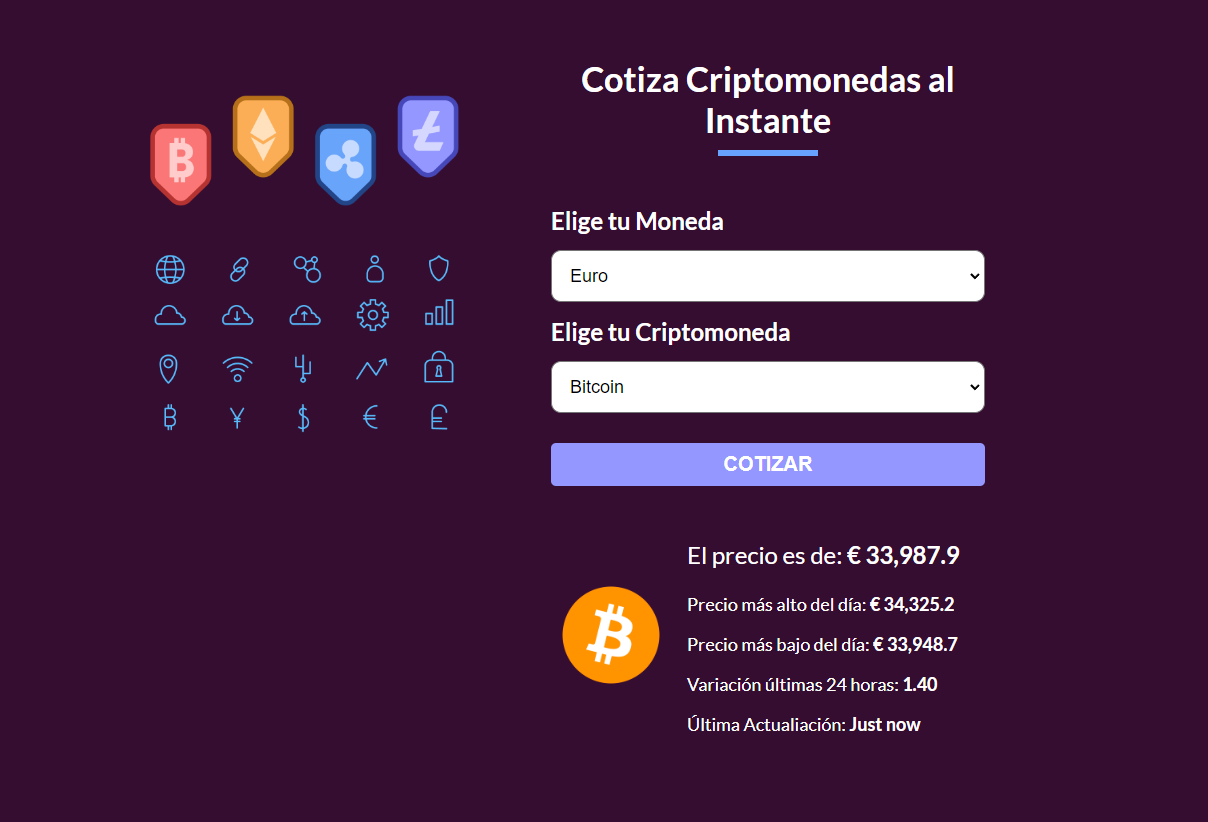 Cotiza Criptomonedas al
Instante
Elige tu Moneda
Euro
Elige tu Criptomoneda
Bitcoin
COTIZAR
El precio es de: € 33,987.9
Precio más alto del día: € 34,325.2
Precio más bajo del día: € 33,948.7
Variación últimas 24 horas: 1.40
Última Actualiación: Just now